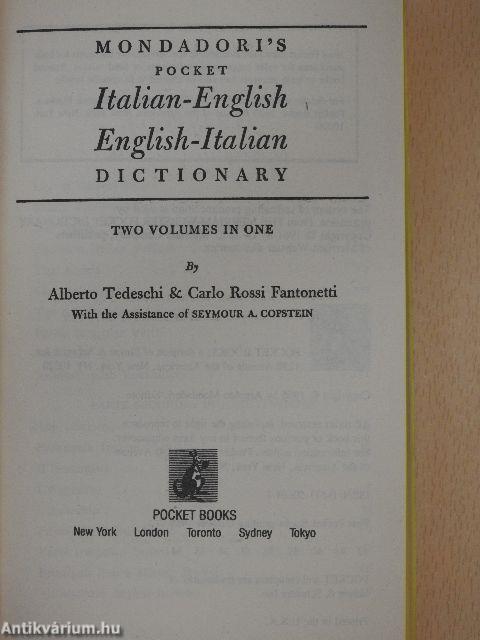 MONDADORI'S
POCKET
Italian-English
English-Italian
DICTIONARY
TWO VOLUMES IN ONE
By
Alberto Tedeschi & Carlo Rossi Fantonetti
With the Assistance of SEYMOUR A. COPSTEIN
POCKET BOOKS
New York London Toronto Sydney Tokyo
Antikvárium.hu